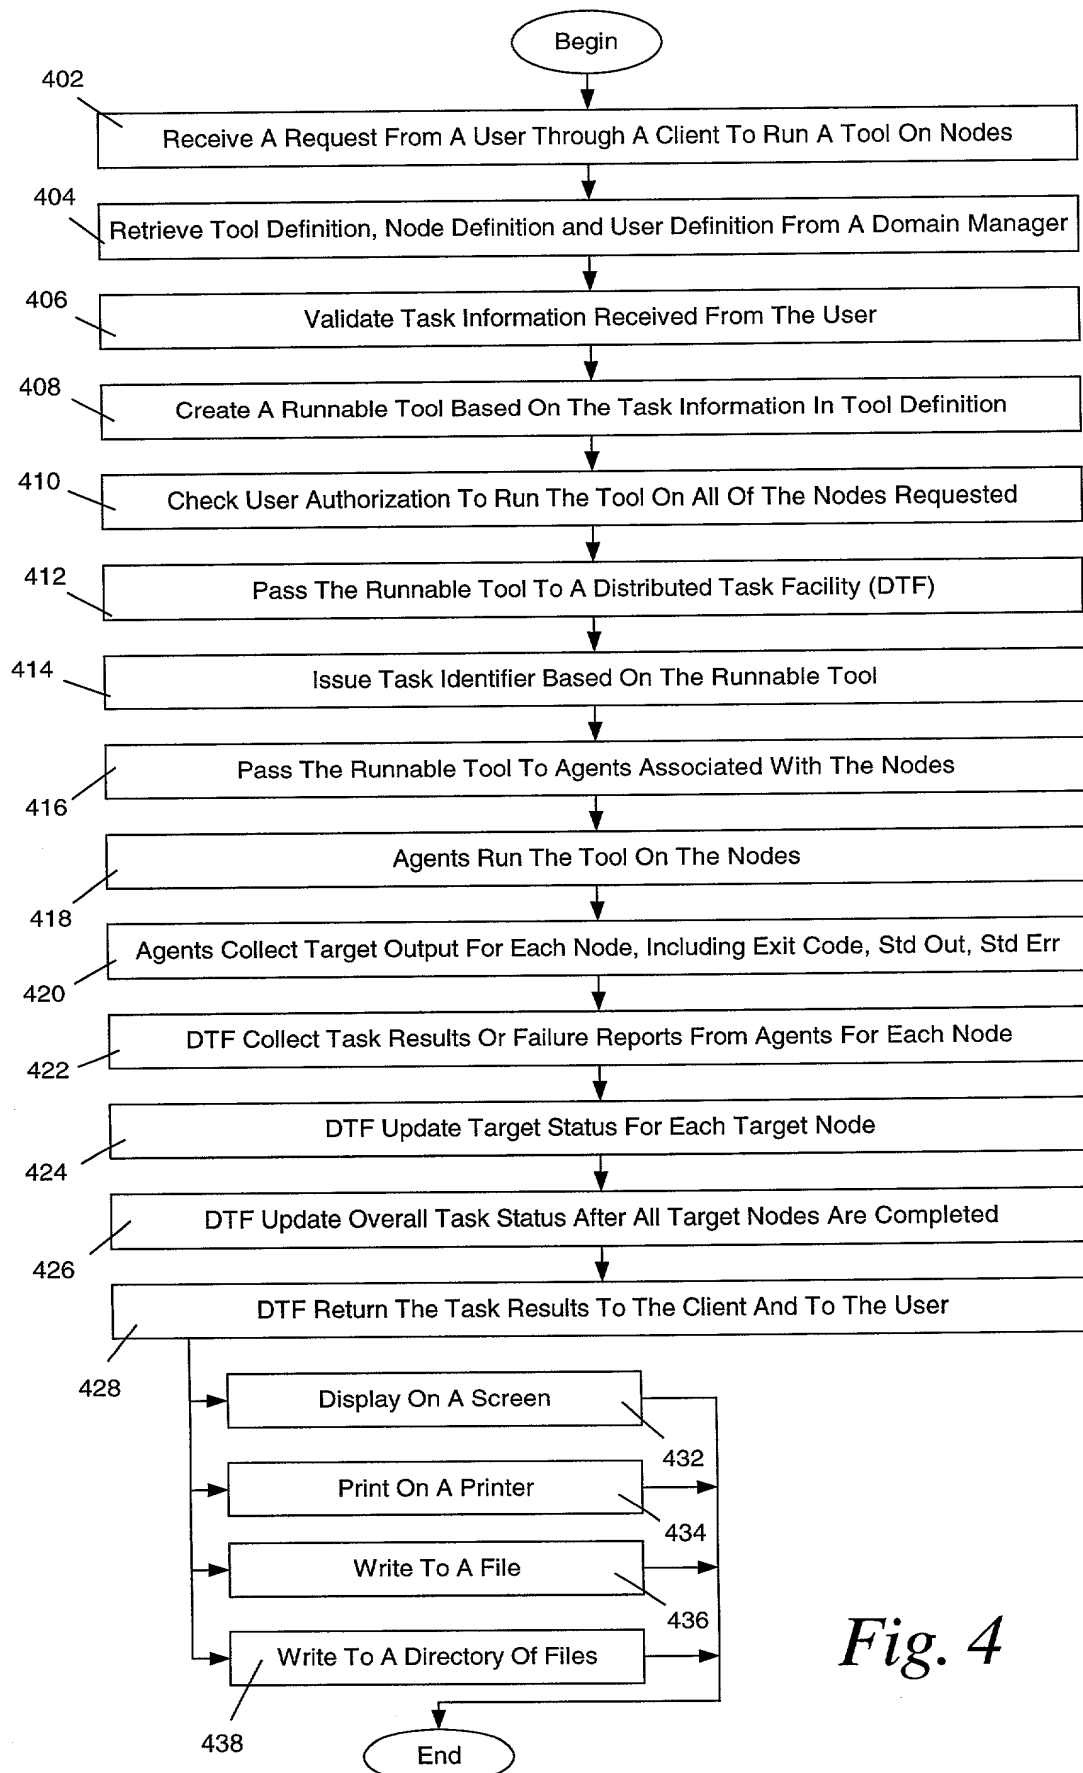 Begin
402
Receive A Request From A User Through A Client To Run A Tool On Nodes
404
Retrieve Tool Definition, Node Definition and User Definition From A Domain Manager
406
Validate Task Information Received From The User
408
Create A Runnable Tool Based On The Task Information In Tool Definition
410
Check User Authorization To Run The Tool On All Of The Nodes Requested
412
Pass The Runnable Tool To A Distributed Task Facility (DTF)
414
Issue Task Identifier Based On The Runnable Tool
Pass The Runnable Tool To Agents Associated With The Nodes
416
Agents Run The Tool On The Nodes
418
Agents Collect Target Output For Each Node, Including Exit Code, Std Out, Std Err
420
DTF Collect Task Results Or Failure Reports From Agents For Each Node
422
DTF Update Target Status For Each Target Node
424
DTF Update Overall Task Status After All Target Nodes Are Completed
426
DTF Return The Task Results To The Client And To The User
428
Display On A Screen
432
Print On A Printer
434
Write To A File
436
Write To A Directory Of Files
438
End
Fig. 4